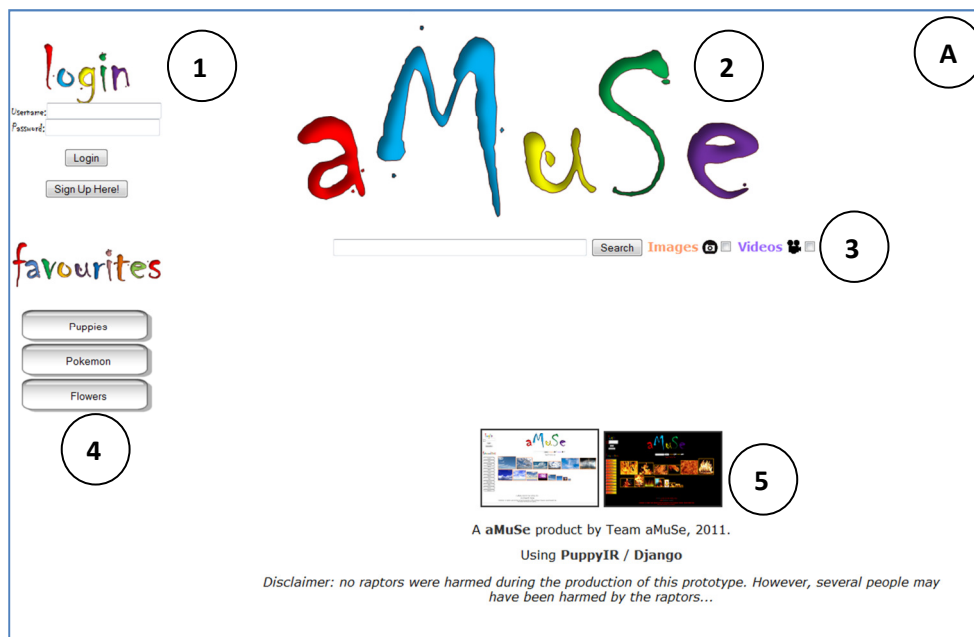 login
1
Username:
Password:
Login
Sign Up Here!
aMuSe
2
A
Search Images Videos
3
favourites
Puppies
Pokemon
Flowers
4
aMuSe
aMuSe
5
A aMuSe product by Team aMuSe, 2011.
Using PuppyIR / Django
Disclaimer: no raptors were harmed during the production of this prototype. However, several people may
have been harmed by the raptors...